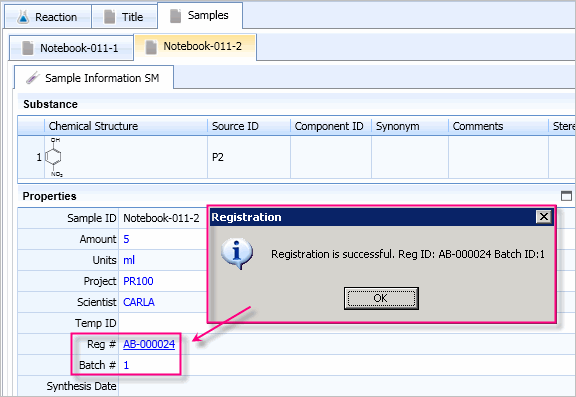 Reaction Title Samples
Notebook-011-1 Notebook-011-2
Sample Information SM
Substance
Chemical Structure Source ID Component ID Synonym Comments Stere
1 OH P2
NO₂
Properties
Sample ID Notebook-011-2
Amount 5
Units ml
Project PR100
Scientist CARLA
Temp ID
Reg # AB-000024
Batch # 1
Synthesis Date
Registration
Registration is successful. Reg ID: AB-000024 Batch ID:1
OK